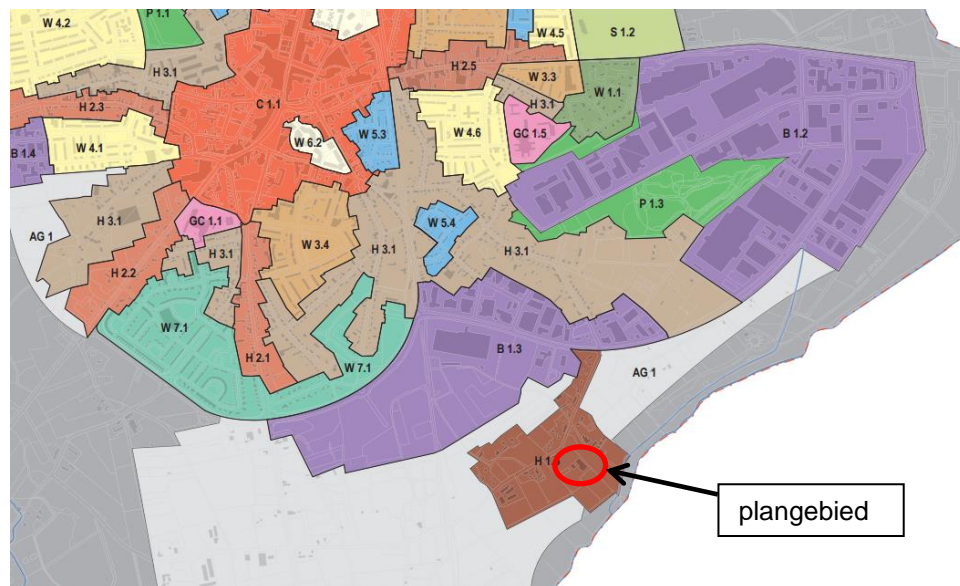 W 4.2
P 1.1
W 4.5
S 1.2
H 3.1
H 2.5
W 3.3
H 2.3
C 1.1
H 3.1
W 1.1
B 1.4
W 4.1
W 6.2
W 5.3
W 4.6
GC 1.5
B 1.2
P 1.3
AG 1
H 3.1
GC 1.1
W 5.4
H 3.1
W 3.4
H 3.1
H 3.1
H 2.2
W 7.1
H 2.1
W 7.1
B 1.3
AG 1
H 1.
plangebied